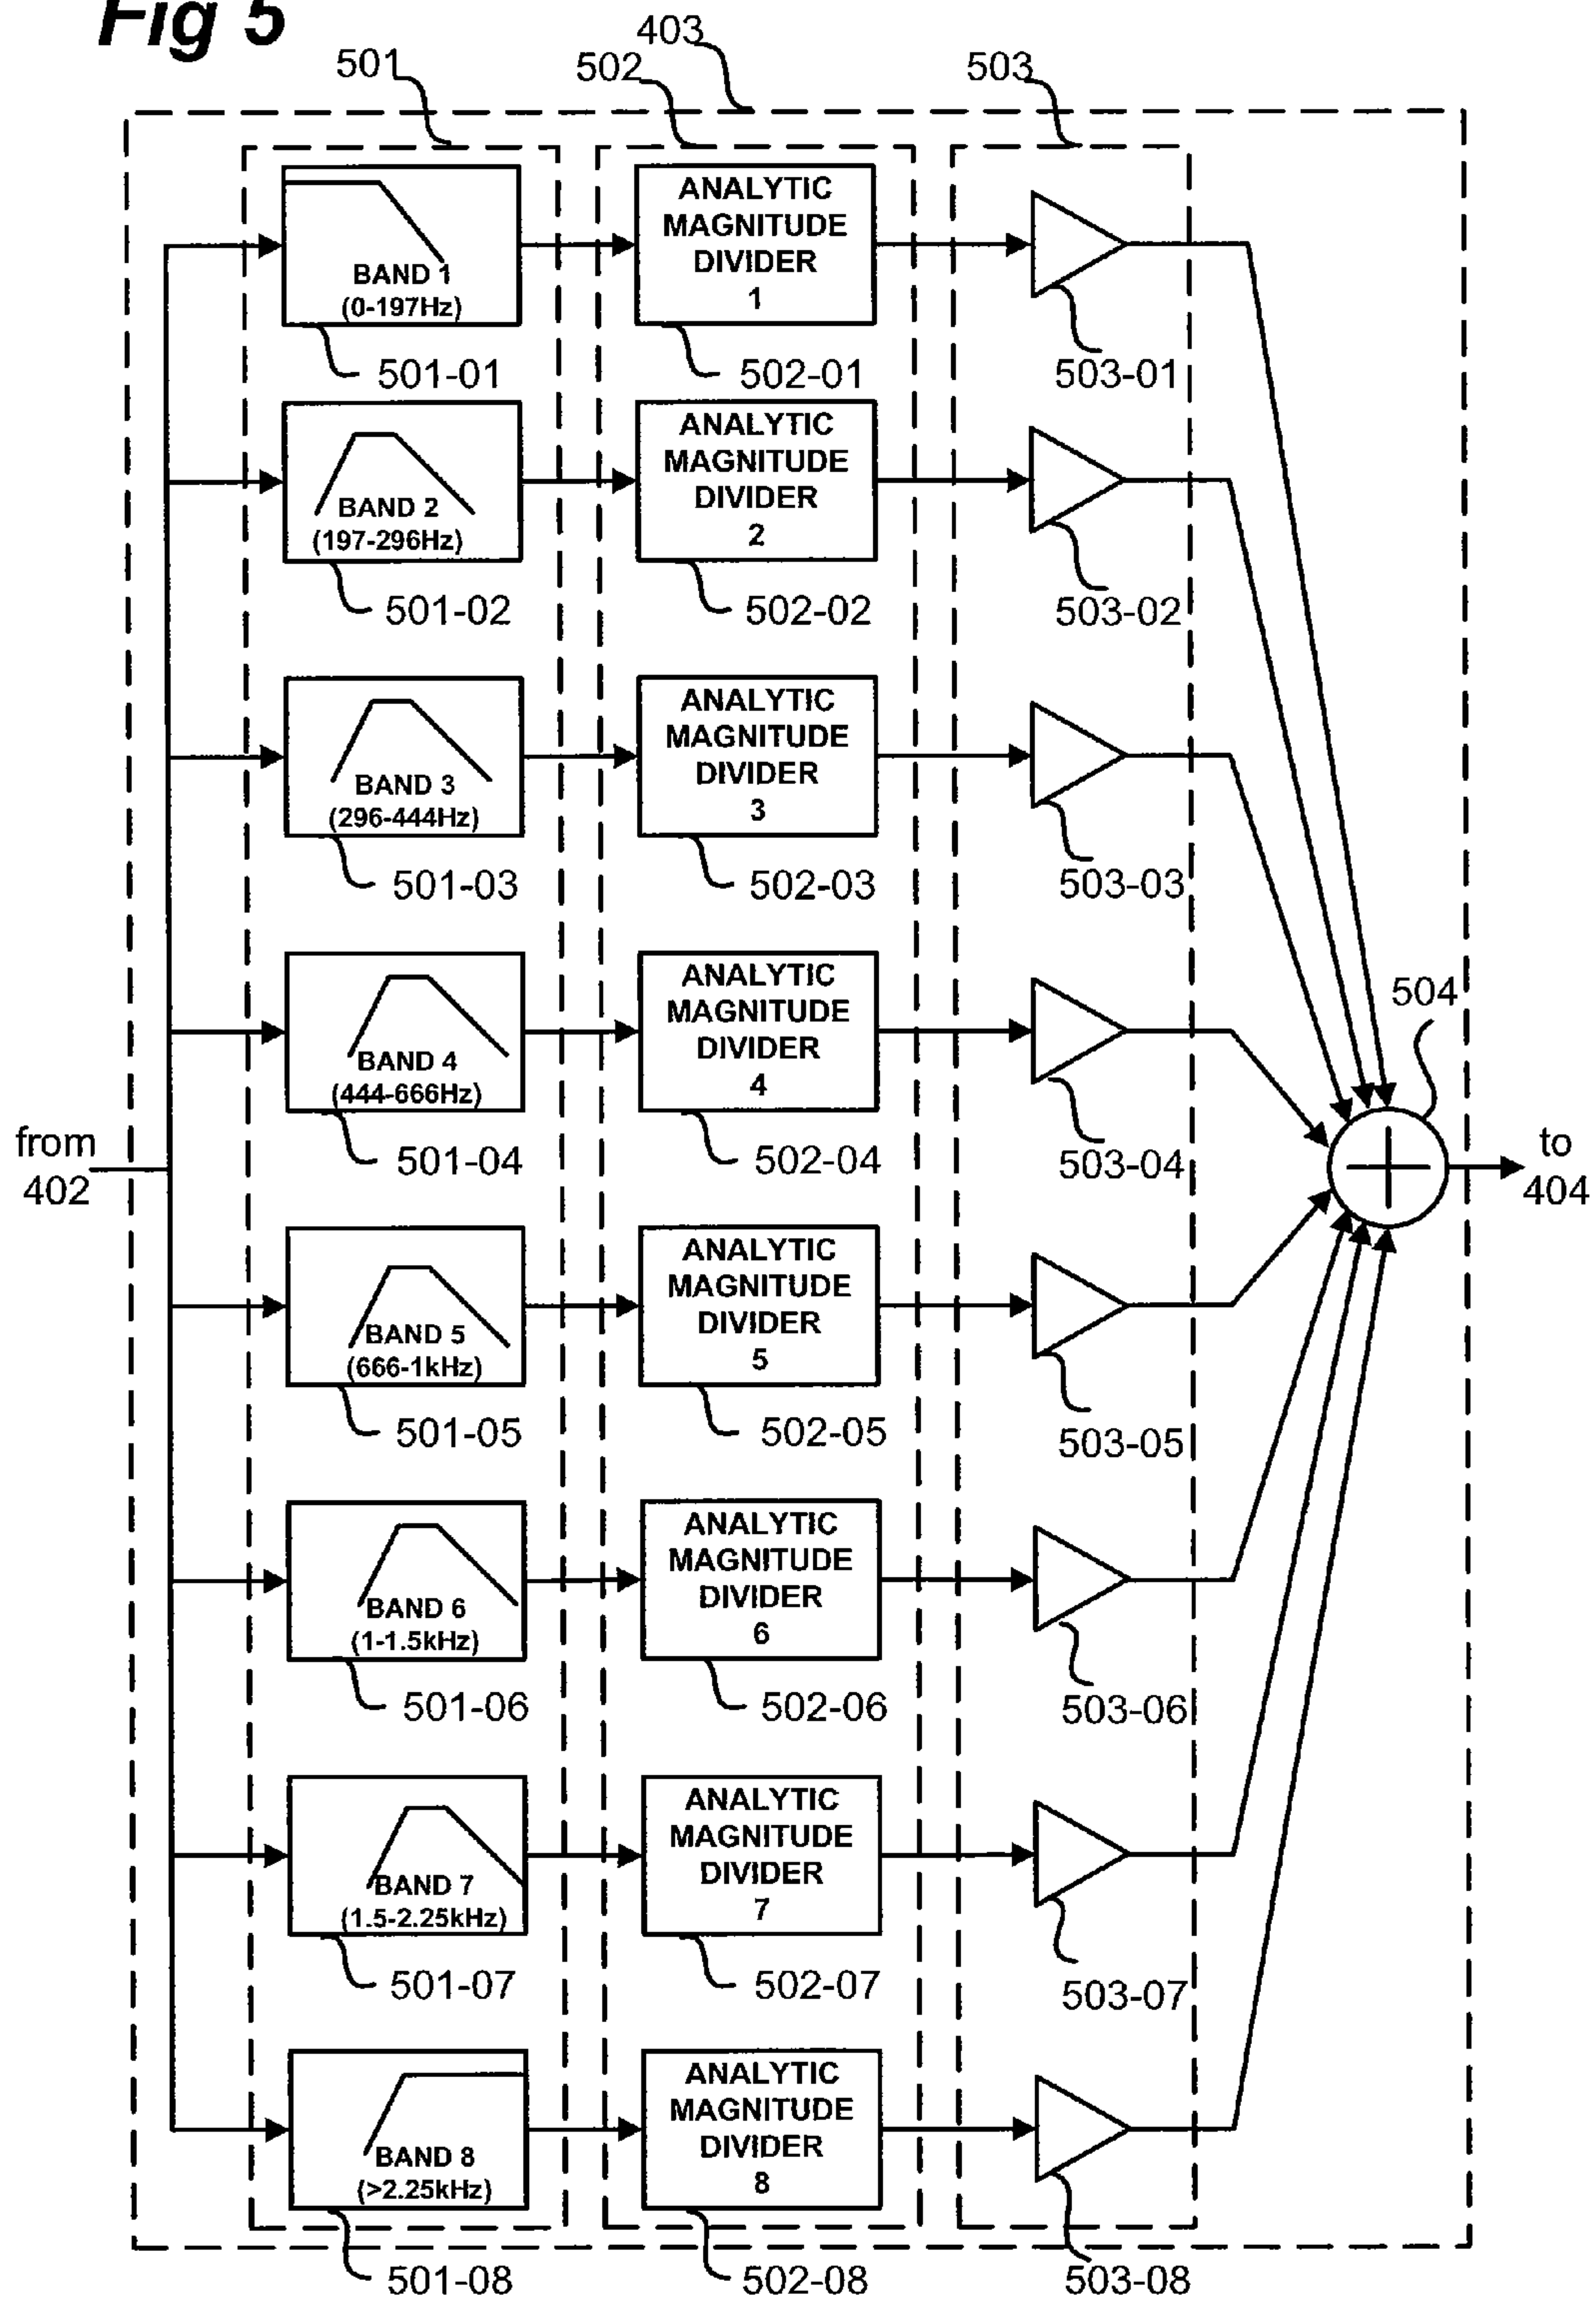 Fig 5
403
501
502
503
BAND 1
(0-197Hz)
ANALYTIC
MAGNITUDE
DIVIDER
1
501-01
502-01
503-01
BAND 2
(197-296Hz)
ANALYTIC
MAGNITUDE
DIVIDER
2
501-02
502-02
503-02
BAND 3
(296-444Hz)
ANALYTIC
MAGNITUDE
DIVIDER
3
501-03
502-03
503-03
BAND 4
(444-666Hz)
ANALYTIC
MAGNITUDE
DIVIDER
4
504
from
402
501-04
502-04
503-04
to
404
BAND 5
(666-1kHz)
ANALYTIC
MAGNITUDE
DIVIDER
5
501-05
502-05
503-05
BAND 6
(1-1.5kHz)
ANALYTIC
MAGNITUDE
DIVIDER
6
501-06
502-06
503-06
BAND 7
(1.5-2.25kHz)
ANALYTIC
MAGNITUDE
DIVIDER
7
501-07
502-07
503-07
BAND 8
(>2.25kHz)
ANALYTIC
MAGNITUDE
DIVIDER
8
501-08
502-08
503-08